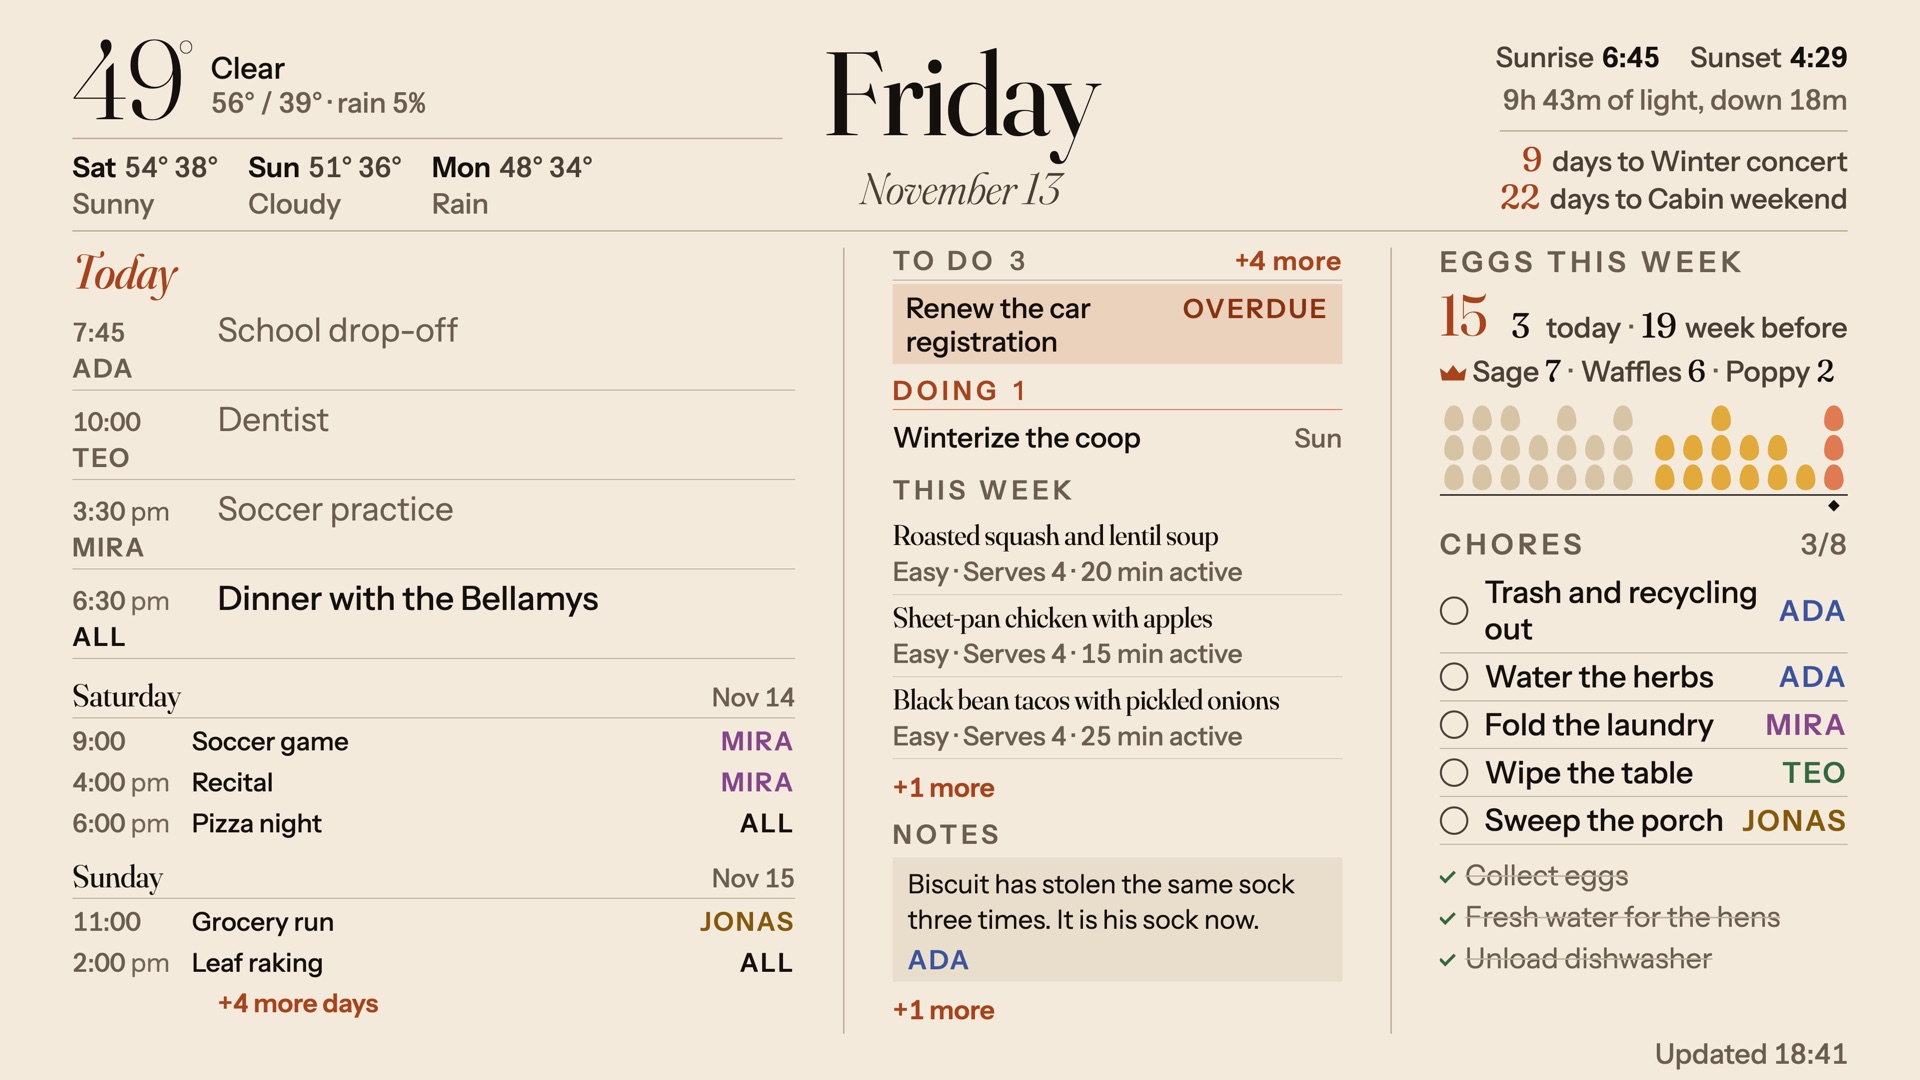 49°
Clear
56° / 39° · rain 5%
Sat 54° 38°
Sunny
Sun 51° 36°
Cloudy
Mon 48° 34°
Rain
Friday
November 13
Sunrise 6:45 Sunset 4:29
9h 43m of light, down 18m
9 days to Winter concert
22 days to Cabin weekend
Today
7:45 School drop-off
ADA
10:00 Dentist
TEO
3:30 pm Soccer practice
MIRA
6:30 pm Dinner with the Bellamys
ALL
Saturday Nov 14
9:00 Soccer game MIRA
4:00 pm Recital MIRA
6:00 pm Pizza night ALL
Sunday Nov 15
11:00 Grocery run JONAS
2:00 pm Leaf raking ALL
+4 more days
TO DO 3 +4 more
Renew the car OVERDUE
registration
DOING 1
Winterize the coop Sun
THIS WEEK
Roasted squash and lentil soup
Easy · Serves 4 · 20 min active
Sheet-pan chicken with apples
Easy · Serves 4 · 15 min active
Black bean tacos with pickled onions
Easy · Serves 4 · 25 min active
+1 more
NOTES
Biscuit has stolen the same sock
three times. It is his sock now.
ADA
+1 more
EGGS THIS WEEK
15 3 today · 19 week before
Sage 7 · Waffles 6 · Poppy 2
CHORES 3/8
Trash and recycling
out ADA
Water the herbs ADA
Fold the laundry MIRA
Wipe the table TEO
Sweep the porch JONAS
Collect eggs
Fresh water for the hens
Unload dishwasher
Updated 18:41